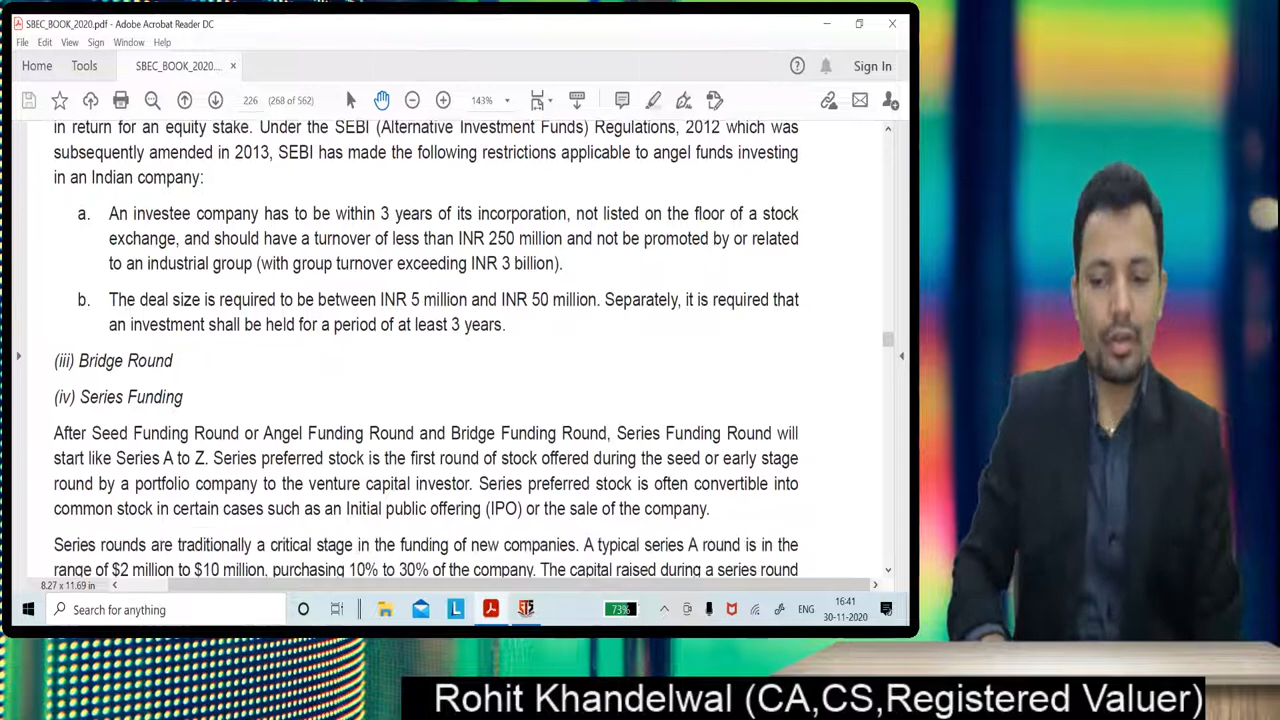 SBEC_BOOK_2020.pdf - Adobe Acrobat Reader DC
File Edit View Sign Window Help
Home Tools SBEC_BOOK_2020... × Sign In
226 (268 of 562) 143%
in return for an equity stake. Under the SEBI (Alternative Investment Funds) Regulations, 2012 which was
subsequently amended in 2013, SEBI has made the following restrictions applicable to angel funds investing
in an Indian company:
a. An investee company has to be within 3 years of its incorporation, not listed on the floor of a stock
exchange, and should have a turnover of less than INR 250 million and not be promoted by or related
to an industrial group (with group turnover exceeding INR 3 billion).
b. The deal size is required to be between INR 5 million and INR 50 million. Separately, it is required that
an investment shall be held for a period of at least 3 years.
(iii) Bridge Round
(iv) Series Funding
After Seed Funding Round or Angel Funding Round and Bridge Funding Round, Series Funding Round will
start like Series A to Z. Series preferred stock is the first round of stock offered during the seed or early stage
round by a portfolio company to the venture capital investor. Series preferred stock is often convertible into
common stock in certain cases such as an Initial public offering (IPO) or the sale of the company.
Series rounds are traditionally a critical stage in the funding of new companies. A typical series A round is in the
range of $2 million to $10 million, purchasing 10% to 30% of the company. The capital raised during a series round
8.27 x 11.69 in
Search for anything L 73% ENG 16:41
30-11-2020
Rohit Khandelwal (CA,CS,Registered Valuer)